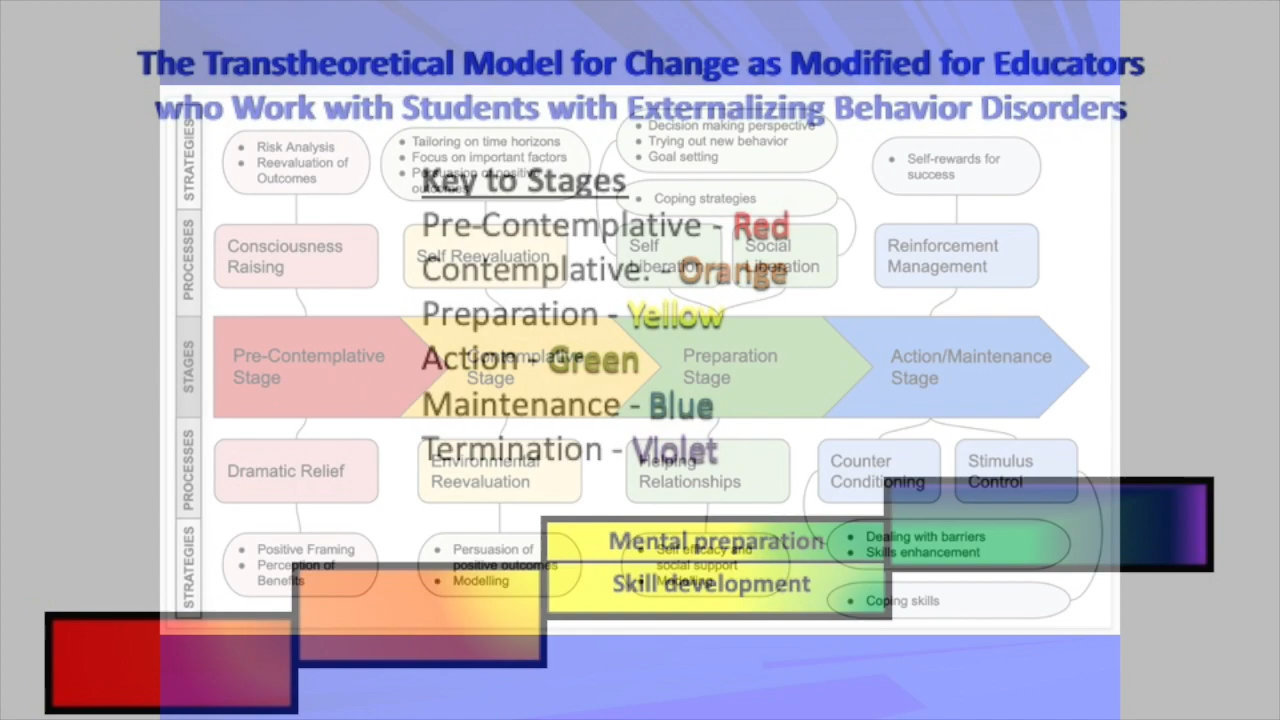 The Transtheoretical Model for Change as Modified for Educators
who Work with Students with Externalizing Behavior Disorders
Key to Stages
Pre-Contemplative - Red
Contemplative. - Orange
Preparation - Yellow
Action - Green
Maintenance - Blue
Termination - Violet
Mental preparation
Skill development
STRATEGIES
• Risk Analysis
• Reevaluation of
Outcomes
• Tailoring on time horizons
• Focus on important factors
• Persuasion of positive
outcomes
• Decision making perspective
• Trying out new behavior
• Goal setting
• Coping strategies
• Self-rewards for
success
PROCESSES
Consciousness
Raising
Self Reevaluation
Self
Liberation
Social
Liberation
Reinforcement
Management
STAGES
Pre-Contemplative
Stage
Contemplative
Stage
Preparation
Stage
Action/Maintenance
Stage
PROCESSES
Dramatic Relief
Environmental
Reevaluation
Helping
Relationships
Counter
Conditioning
Stimulus
Control
STRATEGIES
• Positive Framing
• Perception of
Benefits
• Persuasion of
positive outcomes
• Modelling
• Self efficacy and
social support
• Modelling
• Dealing with barriers
• Skills enhancement
• Coping skills